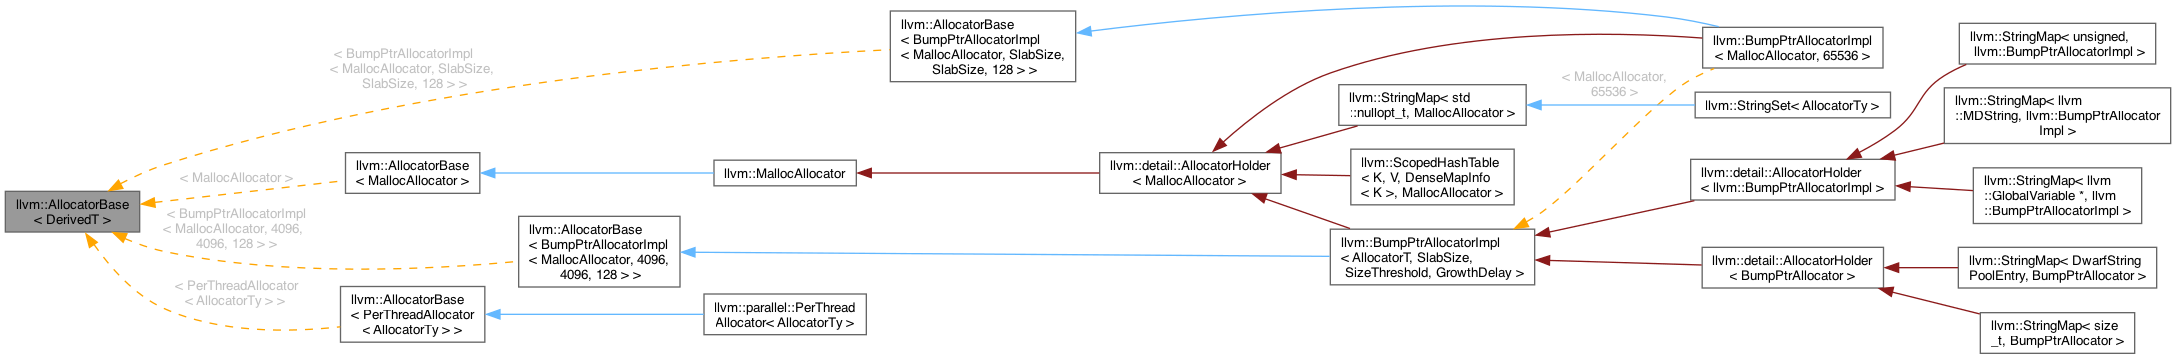 llvm::AllocatorBase
< DerivedT >
< BumpPtrAllocatorImpl
< MallocAllocator, SlabSize,
SlabSize, 128 > >
< MallocAllocator >
< BumpPtrAllocatorImpl
< MallocAllocator, 4096,
4096, 128 > >
< PerThreadAllocator
< AllocatorTy > >
llvm::AllocatorBase
< BumpPtrAllocatorImpl
< MallocAllocator, SlabSize,
SlabSize, 128 > >
llvm::AllocatorBase
< MallocAllocator >
llvm::AllocatorBase
< BumpPtrAllocatorImpl
< MallocAllocator, 4096,
4096, 128 > >
llvm::AllocatorBase
< PerThreadAllocator
< AllocatorTy > >
llvm::MallocAllocator
llvm::parallel::PerThread
Allocator< AllocatorTy >
llvm::detail::AllocatorHolder
< MallocAllocator >
llvm::StringMap< std
::nullopt_t, MallocAllocator >
llvm::ScopedHashTable
< K, V, DenseMapInfo
< K >, MallocAllocator >
llvm::BumpPtrAllocatorImpl
< AllocatorT, SlabSize,
SizeThreshold, GrowthDelay >
< MallocAllocator,
65536 >
llvm::BumpPtrAllocatorImpl
< MallocAllocator, 65536 >
llvm::StringSet< AllocatorTy >
llvm::detail::AllocatorHolder
< llvm::BumpPtrAllocatorImpl >
llvm::detail::AllocatorHolder
< BumpPtrAllocator >
llvm::StringMap< unsigned,
llvm::BumpPtrAllocatorImpl >
llvm::StringMap< llvm
::MDString, llvm::BumpPtrAllocator
Impl >
llvm::StringMap< llvm
::GlobalVariable *, llvm
::BumpPtrAllocatorImpl >
llvm::StringMap< DwarfString
PoolEntry, BumpPtrAllocator >
llvm::StringMap< size
_t, BumpPtrAllocator >